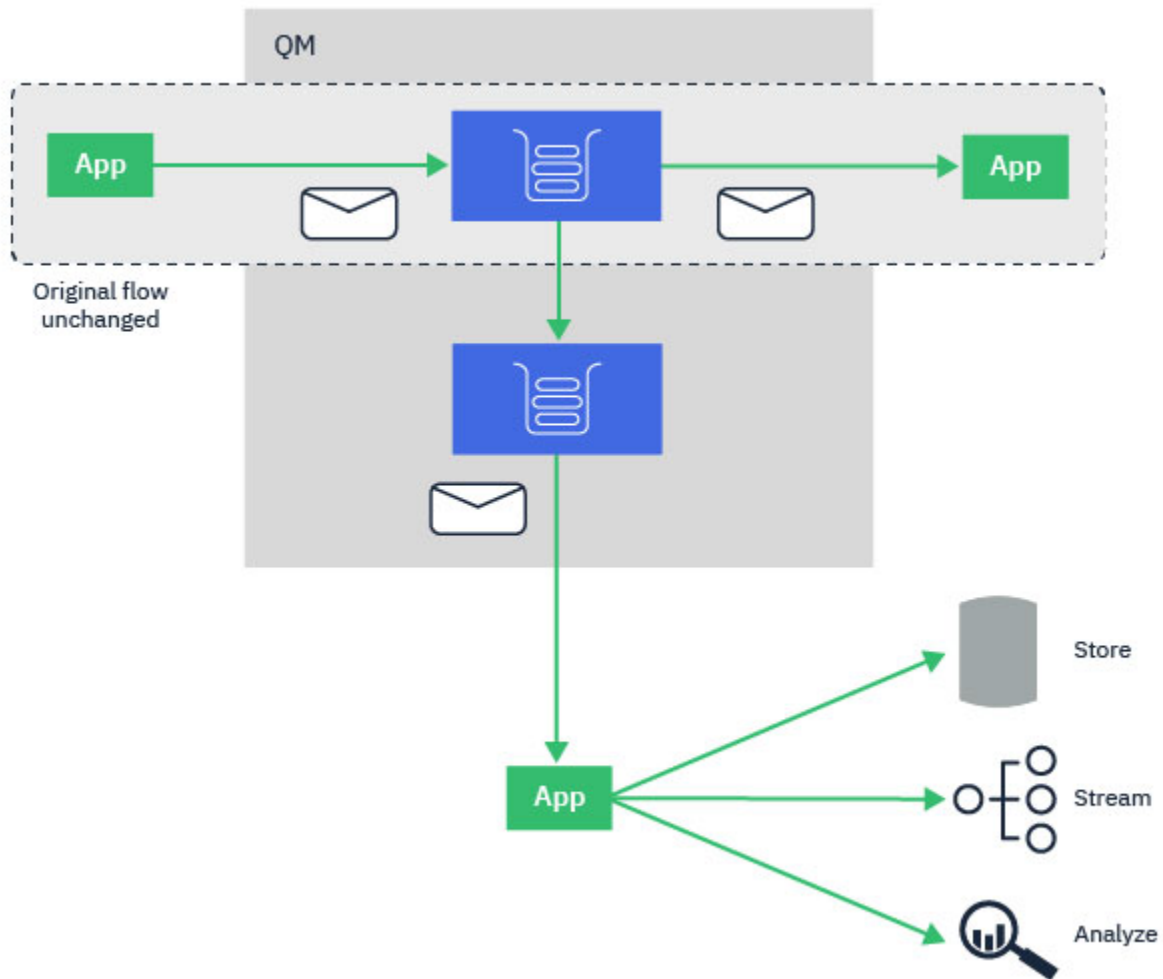 QM
App
App
Original flow
unchanged
App
Store
Stream
Analyze